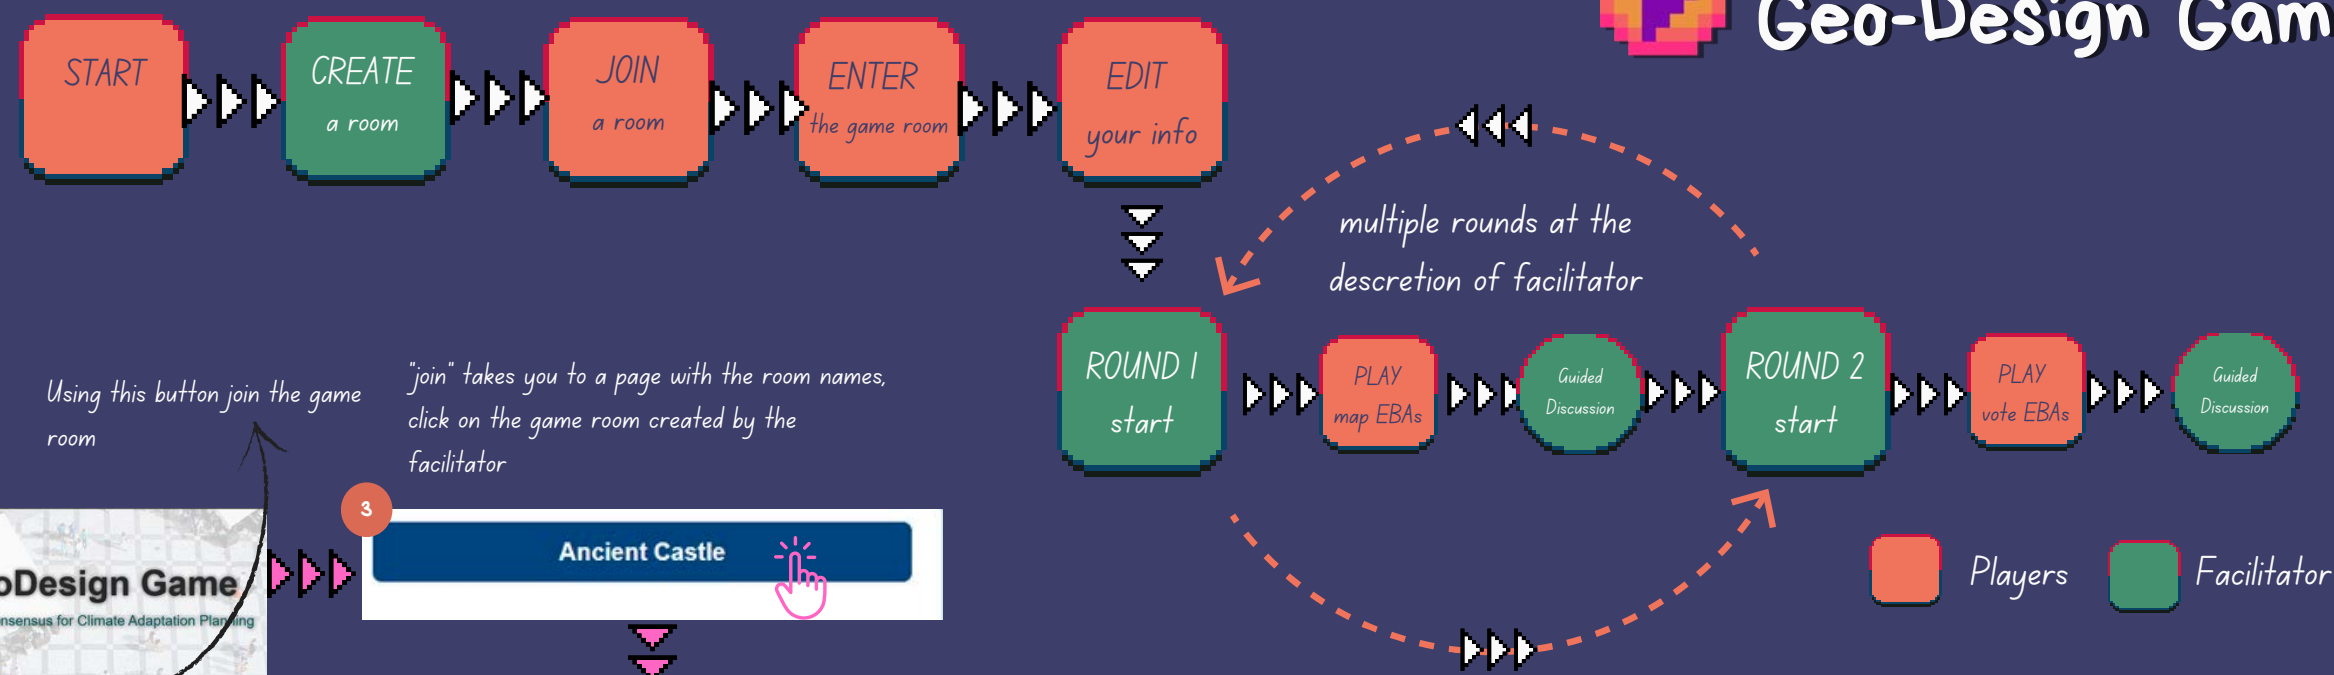 Geo-Design Gam
START
CREATE
a room
JOIN
a room
ENTER
the game room
EDIT
your info
multiple rounds at the
descretion of facilitator
ROUND 1
start
PLAY
map EBAs
Guided
Discussion
ROUND 2
start
PLAY
vote EBAs
Guided
Discussion
Players
Facilitator
Using this button join the game
room
"join" takes you to a page with the room names,
click on the game room created by the
facilitator
3
Ancient Castle
oDesign Game
nsensus for Climate Adaptation Planning